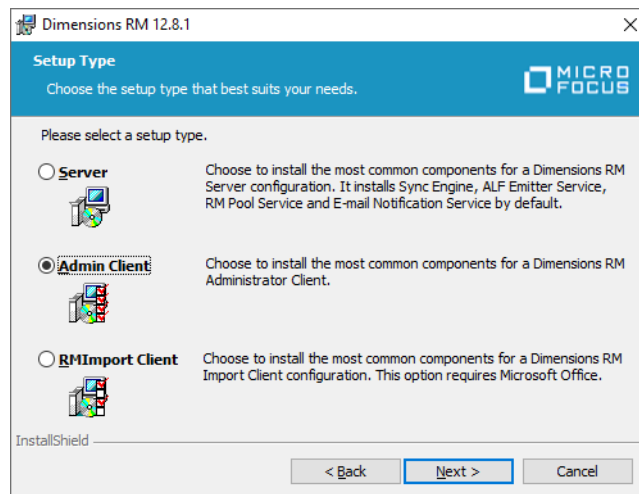 Dimensions RM 12.8.1
Setup Type
Choose the setup type that best suits your needs.
MICRO
FOCUS
Please select a setup type.
Server
Choose to install the most common components for a Dimensions RM
Server configuration. It installs Sync Engine, ALF Emitter Service,
RM Pool Service and E-mail Notification Service by default.
Admin Client
Choose to install the most common components for a Dimensions RM
Administrator Client.
RMImport Client
Choose to install the most common components for a Dimensions RM
Import Client configuration. This option requires Microsoft Office.
InstallShield
< Back
Next >
Cancel